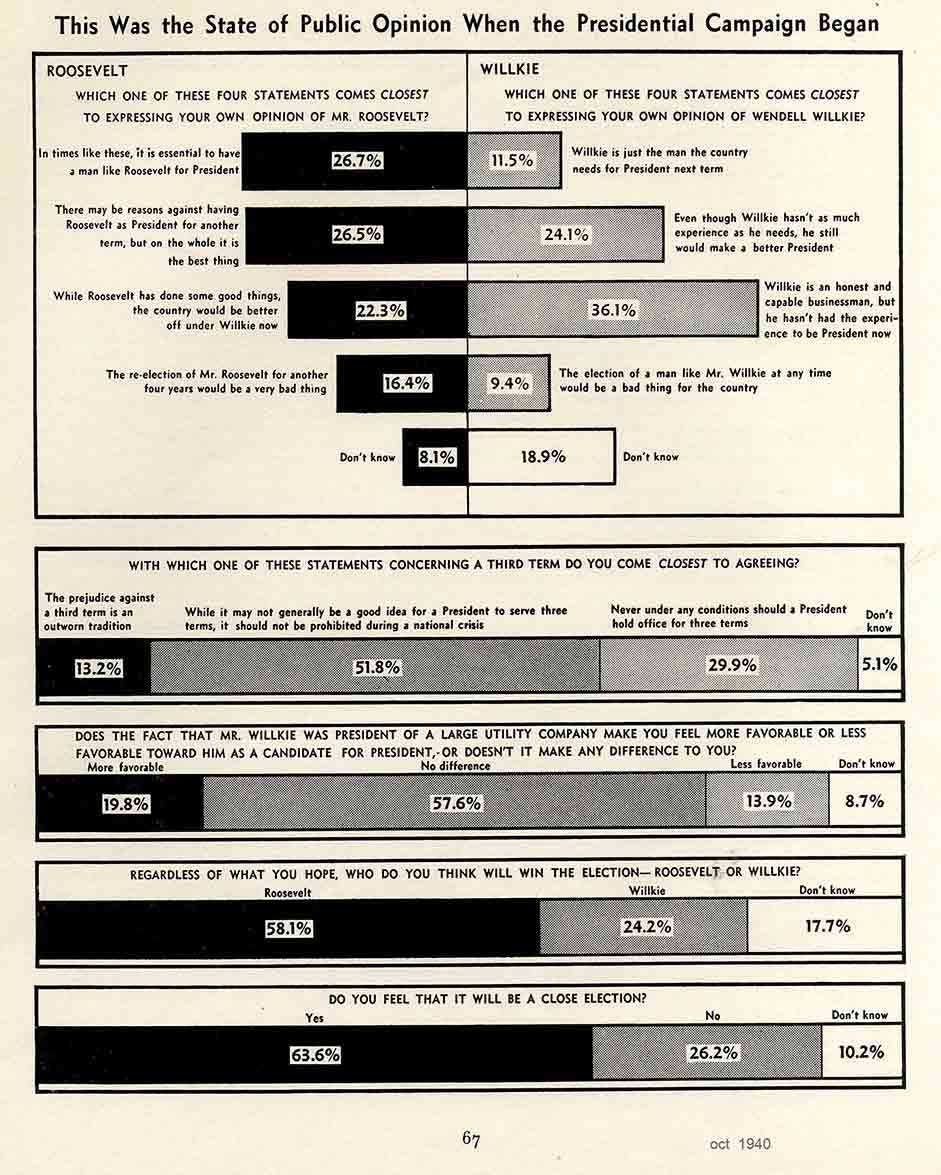 This Was the State of Public Opinion When the Presidential Campaign Began
ROOSEVELT
WHICH ONE OF THESE FOUR STATEMENTS COMES CLOSEST
TO EXPRESSING YOUR OWN OPINION OF MR. ROOSEVELT?
WILLKIE
WHICH ONE OF THESE FOUR STATEMENTS COMES CLOSEST
TO EXPRESSING YOUR OWN OPINION OF WENDELL WILLKIE?
In times like these, it is essential to have
a man like Roosevelt for President
26.7%
11.5%
Willkie is just the man the country
needs for President next term
There may be reasons against having
Roosevelt as President for another
term, but on the whole it is
the best thing
26.5%
24.1%
Even though Willkie hasn't as much
experience as he needs, he still
would make a better President
While Roosevelt has done some good things,
the country would be better
off under Willkie now
22.3%
36.1%
Willkie is an honest and
capable businessman, but
he hasn't had the experi-
ence to be President now
The re-election of Mr. Roosevelt for another
four years would be a very bad thing
16.4%
9.4%
The election of a man like Mr. Willkie at any time
would be a bad thing for the country
Don't know
8.1%
18.9%
Don't know
WITH WHICH ONE OF THESE STATEMENTS CONCERNING A THIRD TERM DO YOU COME CLOSEST TO AGREEING?
The prejudice against
a third term is an
outworn tradition
While it may not generally be a good idea for a President to serve three
terms, it should not be prohibited during a national crisis
Never under any conditions should a President
hold office for three terms
Don't
know
13.2%
51.8%
29.9%
5.1%
DOES THE FACT THAT MR. WILLKIE WAS PRESIDENT OF A LARGE UTILITY COMPANY MAKE YOU FEEL MORE FAVORABLE OR LESS
FAVORABLE TOWARD HIM AS A CANDIDATE FOR PRESIDENT,-OR DOESN'T IT MAKE ANY DIFFERENCE TO YOU?
More favorable
No difference
Less favorable
Don't know
19.8%
57.6%
13.9%
8.7%
REGARDLESS OF WHAT YOU HOPE, WHO DO YOU THINK WILL WIN THE ELECTION—ROOSEVELT OR WILLKIE?
Roosevelt
Willkie
Don't know
58.1%
24.2%
17.7%
DO YOU FEEL THAT IT WILL BE A CLOSE ELECTION?
Yes
No
Don't know
63.6%
26.2%
10.2%
67
oct 1940